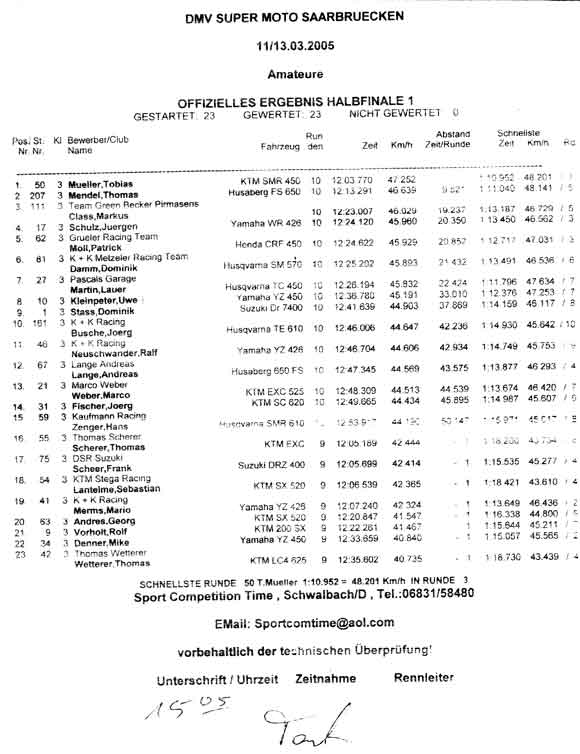 DMV SUPER MOTO SAARBRUECKEN
11/13.03.2005
Amateure
OFFIZIELLES ERGEBNIS HALBFINALE 1
GESTARTET: 23 GEWERTET: 23 NICHT GEWERTET 0
Run Abstand Schnellste
Pos. St: Kl Bewerber/Club Fahrzeug den Zeit Km/h Zeit/Runde Zeit Km/h Rd
Nr. Nr. Name
1. 50 3 Mueller,Tobias KTM SMR 450 10 12:03.770 47.252 1:10.952 48.201 /
2 207 3 Mendel,Thomas Husaberg FS 650 10 12:13.291 46.639 9.521 1:11.040 48.141 / 5
3. 111 3 Team Green Recker Pirmasens
Class,Markus 10 12:23.007 46.029 19.237 1:13.187 46.729 / 5
4. 17 3 Schulz,Juergen Yamaha WR 426 10 12:24.120 45.960 20.350 1:13.450 46.562 / 3
5. 62 3 Grueler Racing Team
Moll,Patrick Honda CRF 450 10 12:24.622 45.929 20.852 1:12.717 47.031 / 3
6. 81 3 K + K Metzeler Racing Team
Damm,Dominik Husqvarna SM 570 10 12:25.202 45.893 21.432 1:13.491 46.536 / 6
7. 27 3 Pascals Garage
Martin,Lauer Husqvarna TC 450 10 12:26.194 45.832 22.424 1:11.796 47.634 / 7
8 10 3 Kleinpeter,Uwe Yamaha YZ 450 10 12:36.780 45.191 33.010 1:12.376 47.253 / 7
9. 1 3 Stass,Dominik Suzuki Dr 7400 10 12:41.639 44.903 37.869 1:14.159 46.117 / 8
10. 161 3 K + K Racing
Busche,Joerg Husqvarna TE 610 10 12:46.006 44.647 42.236 1:14.930 45.642 / 10
11. 46 3 K + K Racing
Neuschwander,Ralf Yamaha YZ 426 10 12:46.704 44.606 42.934 1:14.749 45.753 /
12. 67 3 Lange Andreas
Lange,Andreas Husaberg 650 FS 10 12:47.345 44.569 43.575 1:13.877 46.293 / 4
13. 21 3 Marco Weber
Weber,Marco KTM EXC 525 10 12:48.309 44.513 44.539 1:13.674 46.420 / 7
14. 31 3 Fischer,Joerg KTM SC 620 10 12:49.665 44.434 45.895 1:14.987 45.607 / 6
15 59 3 Kaufmann Racing
Zenger,Hans Husqvarna SMR 610 12:53.917 44.190 50.147 1:15.971 45.017 / 8
16. 55 3 Thomas Scherer
Scherer,Thomas KTM EXC 9 12:05.189 42.444 - 1 1:18.200
17. 75 3 DSR Suzuki
Scheer,Frank Suzuki DRZ 400 9 12:05.699 42.414 - 1 1:15.535 45.277 / 4
18. 54 3 KTM Stega Racing
Lantelme,Sebastian KTM SX 520 9 12:06.539 42.365 - 1 1:18.421 43.610 / 4
19. 41 3 K + K Racing
Merms,Mario Yamaha YZ 426 9 12:07.240 42.324 - 1 1:13.649 46.436 / 2
20 63 3 Andres,Georg KTM SX 520 9 12:20.847 41.547 - 1 1:16.338 44.800 / 5
21 9 3 Vorholt,Rolf KTM 200 SX 9 12:22.261 41.467 - 1 1:15.644 45.211 /
22 34 3 Denner,Mike Yamaha YZ 450 9 12:33.659 40.840 - 1 1:15.057 45.565 / 2
23 42 3 Thomas Wetterer
Wetterer,Thomas KTM LC4 625 9 12:35.602 40.735 - 1 1:18.730 43.439 / 4
SCHNELLSTE RUNDE 50 T.Mueller 1:10.952 = 48.201 Km/H IN RUNDE 3
Sport Competition Time , Schwalbach/D , Tel.:06831/58480
EMail: Sportcomtime@aol.com
vorbehaltlich der technischen Überprüfung!
Unterschrift / Uhrzeit Zeitnahme Rennleiter
15 05